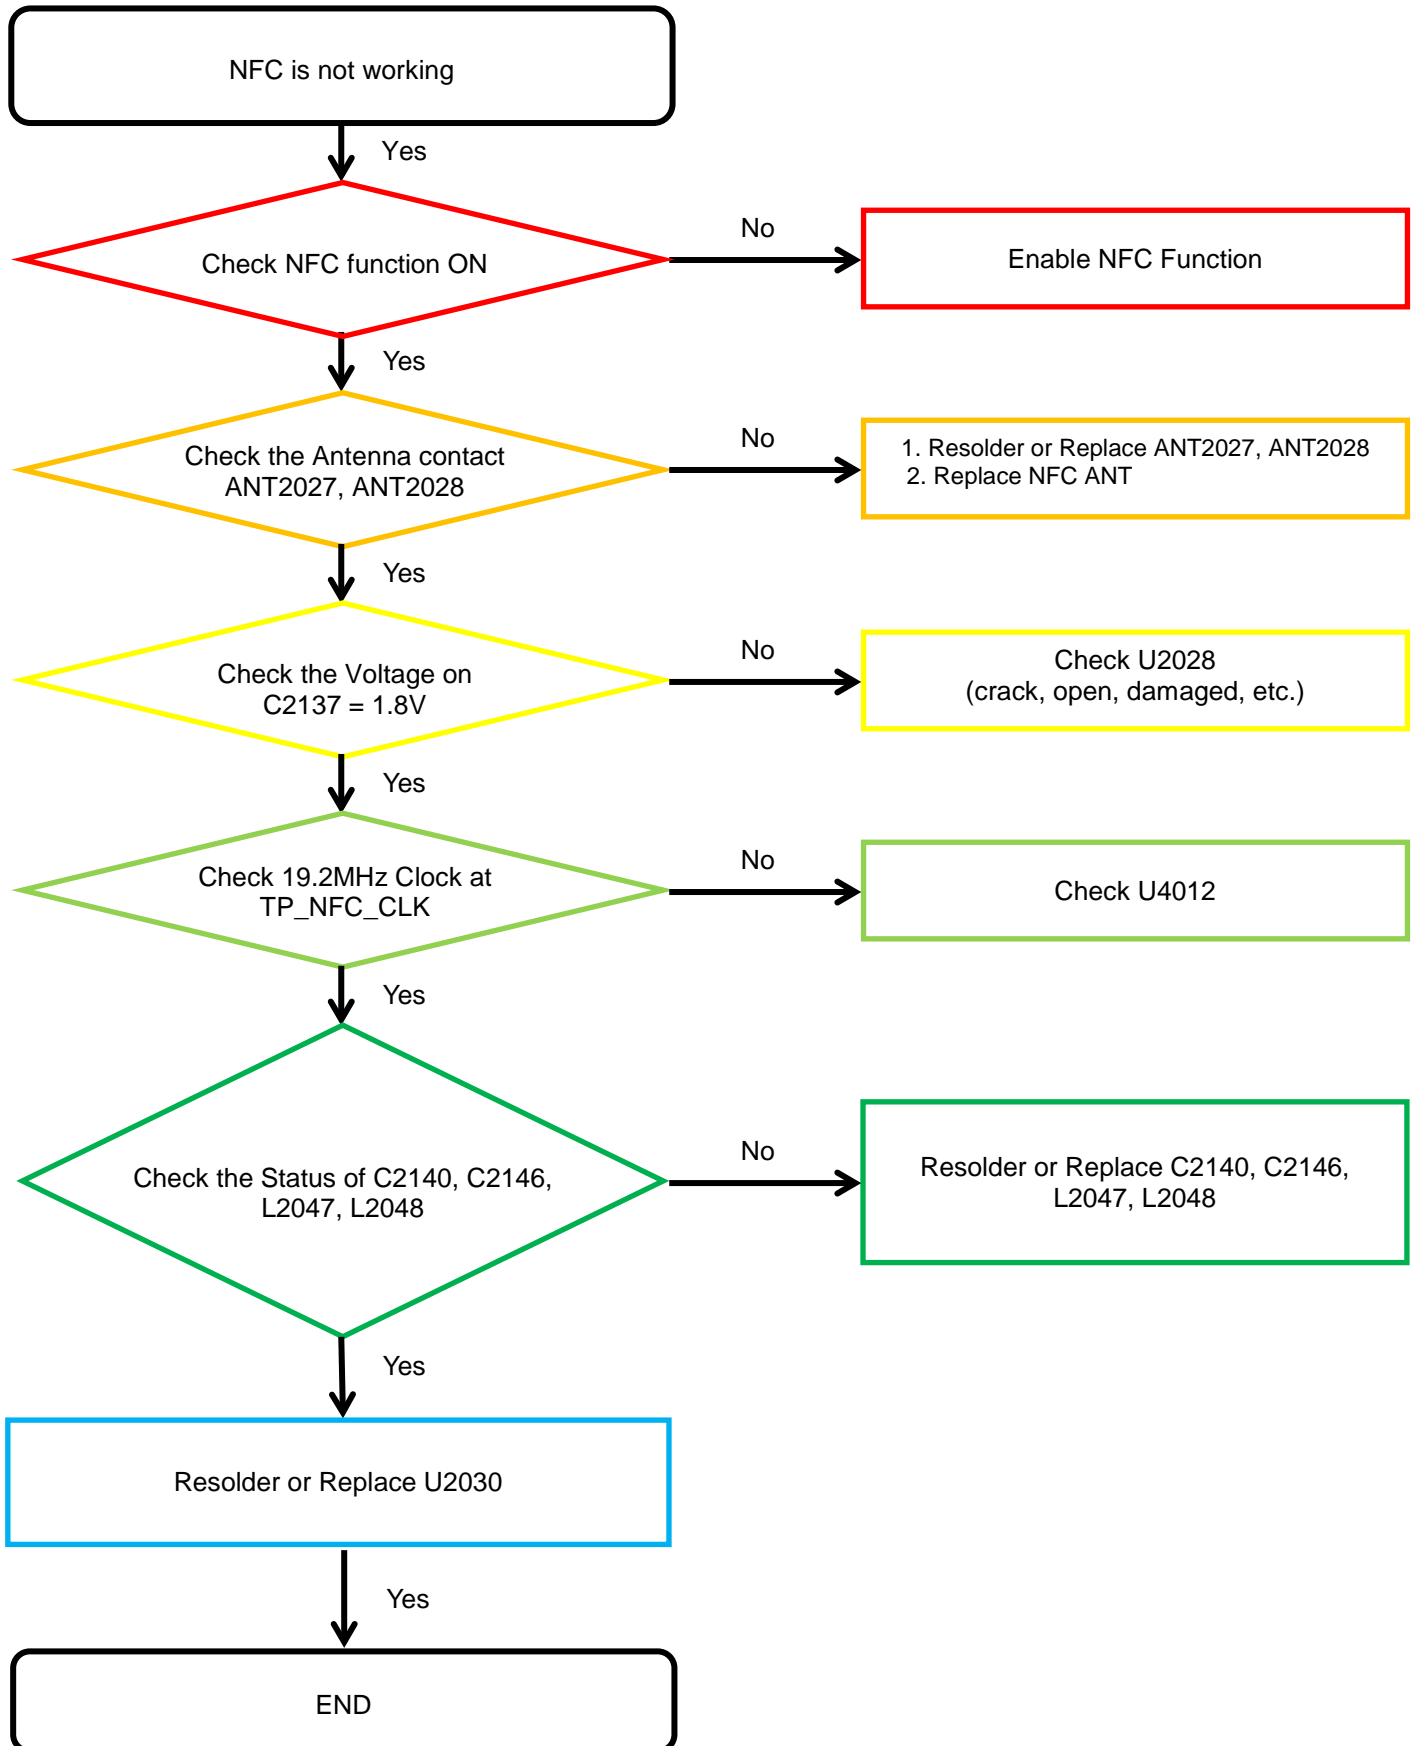 NFC is not working
Yes
Check NFC function ON
No
Enable NFC Function
Yes
Check the Antenna contact
ANT2027, ANT2028
No
1. Resolder or Replace ANT2027, ANT2028
2. Replace NFC ANT
Yes
Check the Voltage on
C2137 = 1.8V
No
Check U2028
(crack, open, damaged, etc.)
Yes
Check 19.2MHz Clock at
TP_NFC_CLK
No
Check U4012
Yes
Check the Status of C2140, C2146,
L2047, L2048
No
Resolder or Replace C2140, C2146,
L2047, L2048
Yes
Resolder or Replace U2030
Yes
END